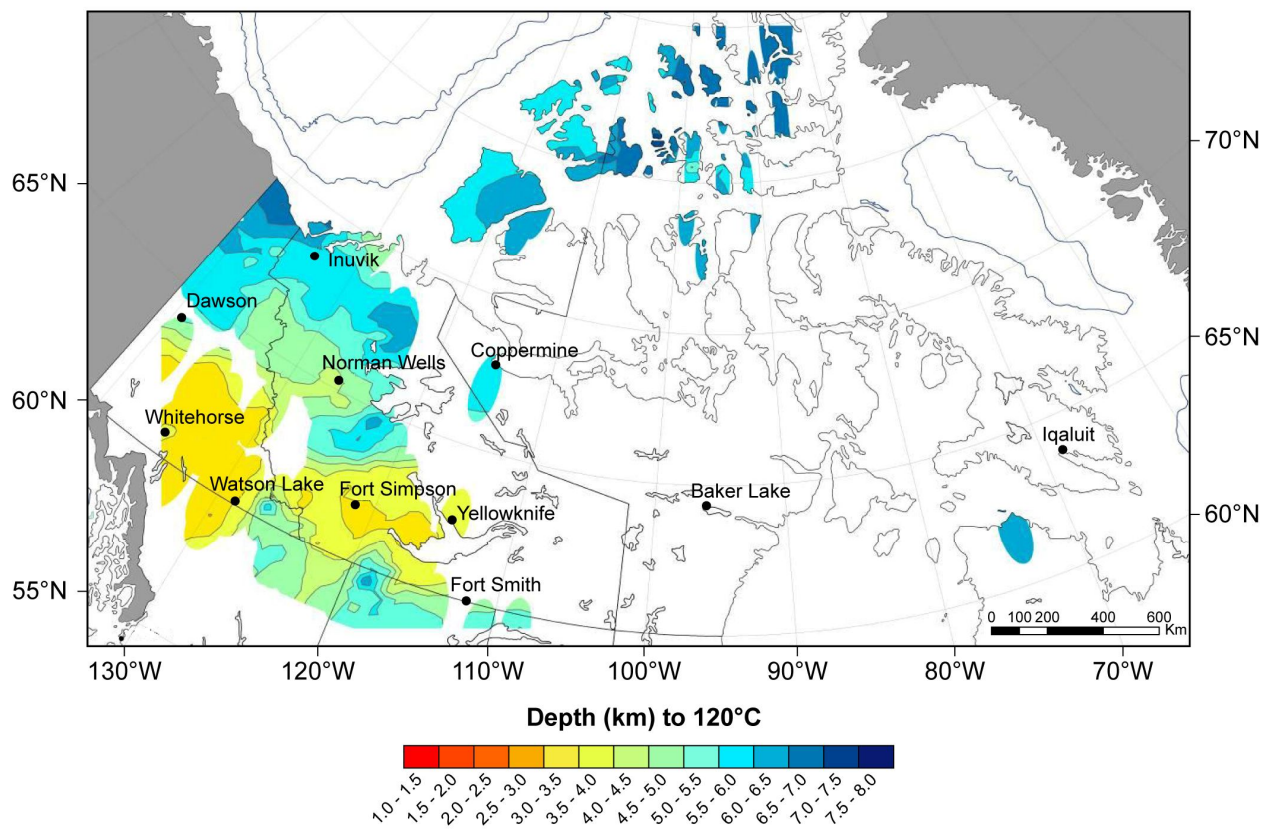 70°N
65°N
Inuvik
Dawson
65°N
Norman Wells
Coppermine
60°N
Whitehorse
Iqaluit
Watson Lake
Fort Simpson
Baker Lake
Yellowknife
60°N
55°N
Fort Smith
0 100 200 400 600
Km
130°W 120°W 110°W 100°W 90°W 80°W 70°W
Depth (km) to 120°C
1.0 - 1.5
1.5 - 2.0
2.0 - 2.5
2.5 - 3.0
3.0 - 3.5
3.5 - 4.0
4.0 - 4.5
4.5 - 5.0
5.0 - 5.5
5.5 - 6.0
6.0 - 6.5
6.5 - 7.0
7.0 - 7.5
7.5 - 8.0